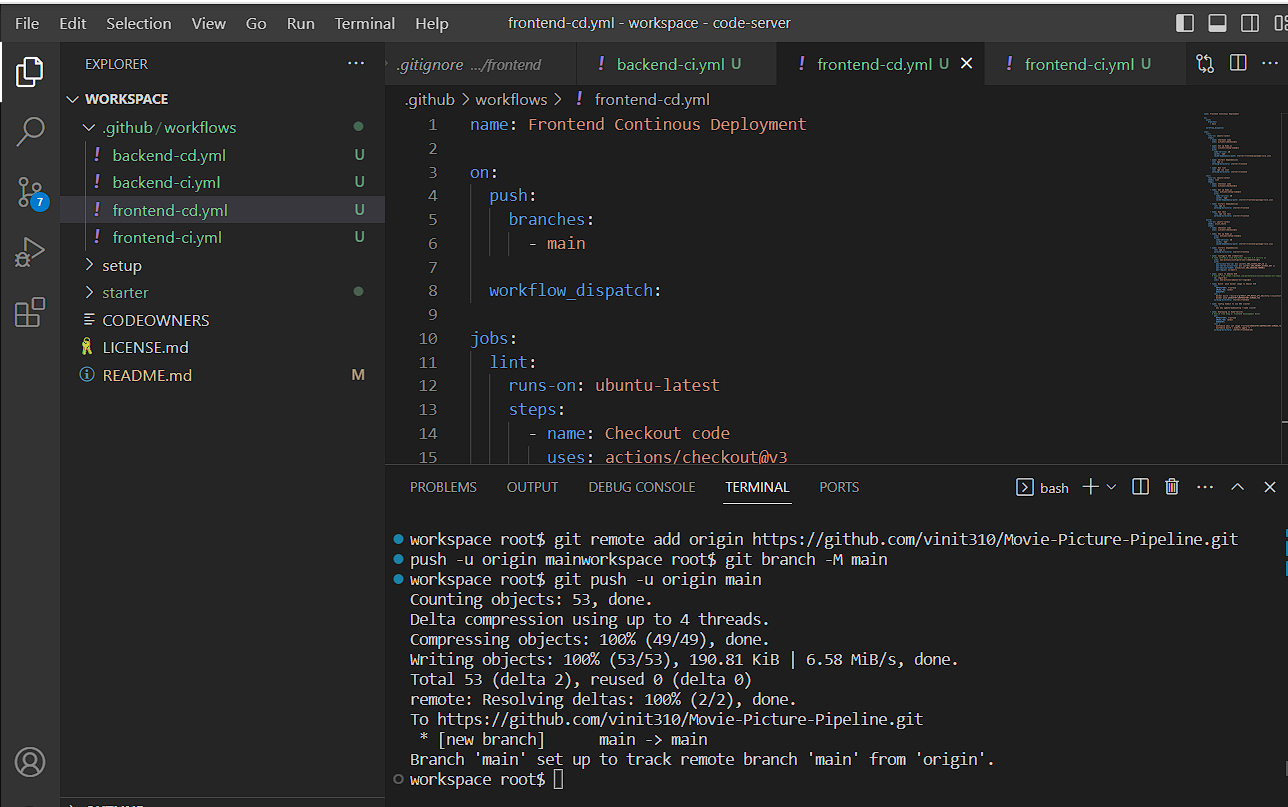 File Edit Selection View Go Run Terminal Help frontend-cd.yml - workspace - code-server
EXPLORER ···
WORKSPACE
.github/workflows
! backend-cd.yml U
! backend-ci.yml U
! frontend-cd.yml U
! frontend-ci.yml U
setup
starter
CODEOWNERS
LICENSE.md
README.md M
7
.gitignore .../frontend ! backend-ci.yml U ! frontend-cd.yml U ! frontend-ci.yml U ···
.github > workflows > ! frontend-cd.yml
1 name: Frontend Continous Deployment
2
3 on:
4 push:
5 branches:
6 - main
7
8 workflow_dispatch:
9
10 jobs:
11 lint:
12 runs-on: ubuntu-latest
13 steps:
14 - name: Checkout code
15 uses: actions/checkout@v3
PROBLEMS OUTPUT DEBUG CONSOLE TERMINAL PORTS bash ···
workspace root$ git remote add origin https://github.com/vinit310/Movie-Picture-Pipeline.git
push -u origin mainworkspace root$ git branch -M main
workspace root$ git push -u origin main
Counting objects: 53, done.
Delta compression using up to 4 threads.
Compressing objects: 100% (49/49), done.
Writing objects: 100% (53/53), 190.81 KiB | 6.58 MiB/s, done.
Total 53 (delta 2), reused 0 (delta 0)
remote: Resolving deltas: 100% (2/2), done.
To https://github.com/vinit310/Movie-Picture-Pipeline.git
* [new branch] main -> main
Branch 'main' set up to track remote branch 'main' from 'origin'.
workspace root$